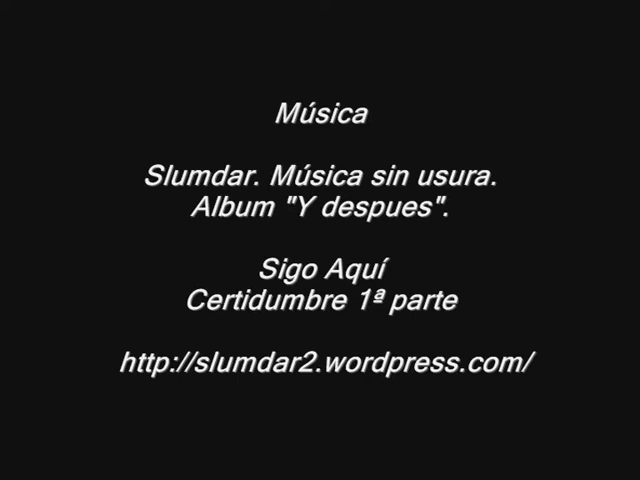 Música
Slumdar. Música sin usura.
Album "Y despues".
Sigo Aquí
Certidumbre 1ª parte
http://slumdar2.wordpress.com/